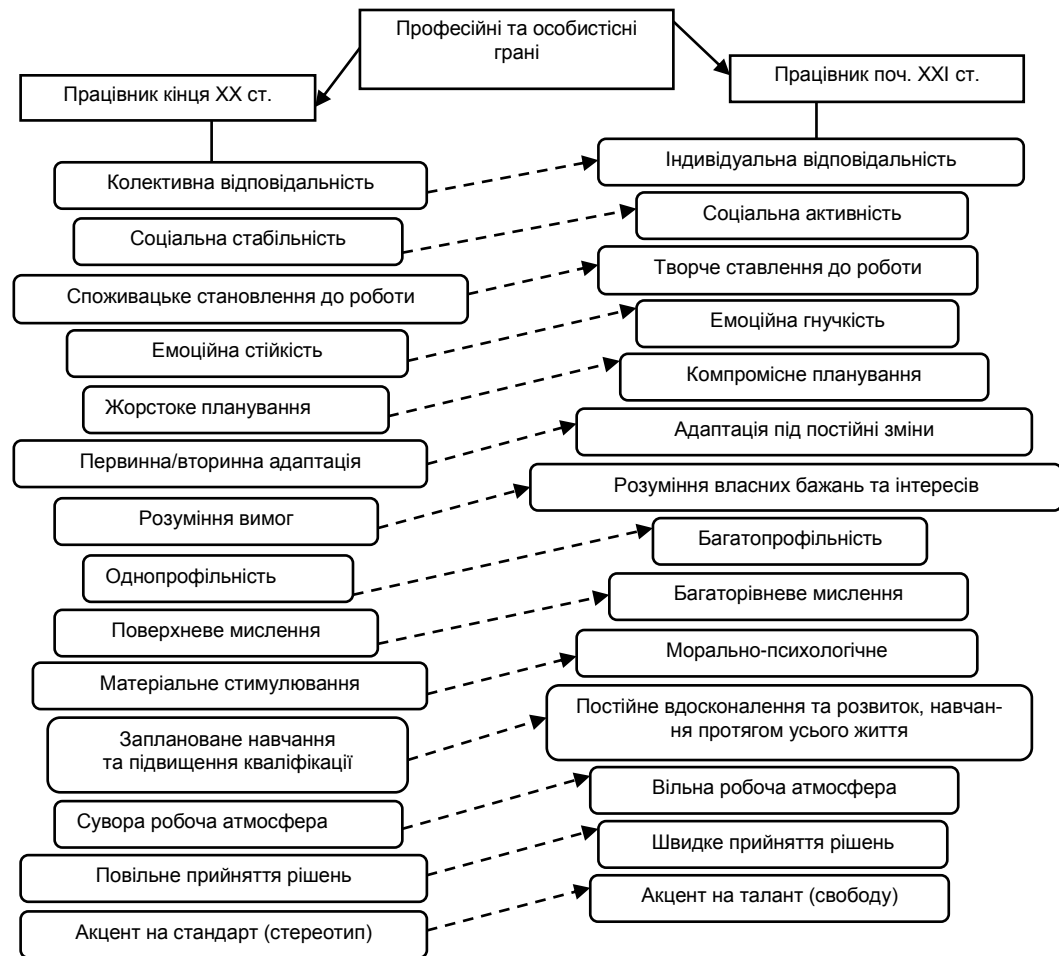 Професійні та особистісні
грані
Працівник кінця XX ст.
Працівник поч. XXI ст.
Колективна відповідальність
Індивідуальна відповідальність
Соціальна стабільність
Соціальна активність
Споживацьке становлення до роботи
Творче ставлення до роботи
Емоційна стійкість
Емоційна гнучкість
Жорстоке планування
Компромісне планування
Первинна/вторинна адаптація
Адаптація під постійні зміни
Розуміння вимог
Розуміння власних бажань та інтересів
Однопрофільність
Багатопрофільність
Поверхневе мислення
Багаторівневе мислення
Матеріальне стимулювання
Морально-психологічне
Заплановане навчання
та підвищення кваліфікації
Постійне вдосконалення та розвиток, навчан-
ня протягом усього життя
Сувора робоча атмосфера
Вільна робоча атмосфера
Повільне прийняття рішень
Швидке прийняття рішень
Акцент на стандарт (стереотип)
Акцент на талант (свободу)